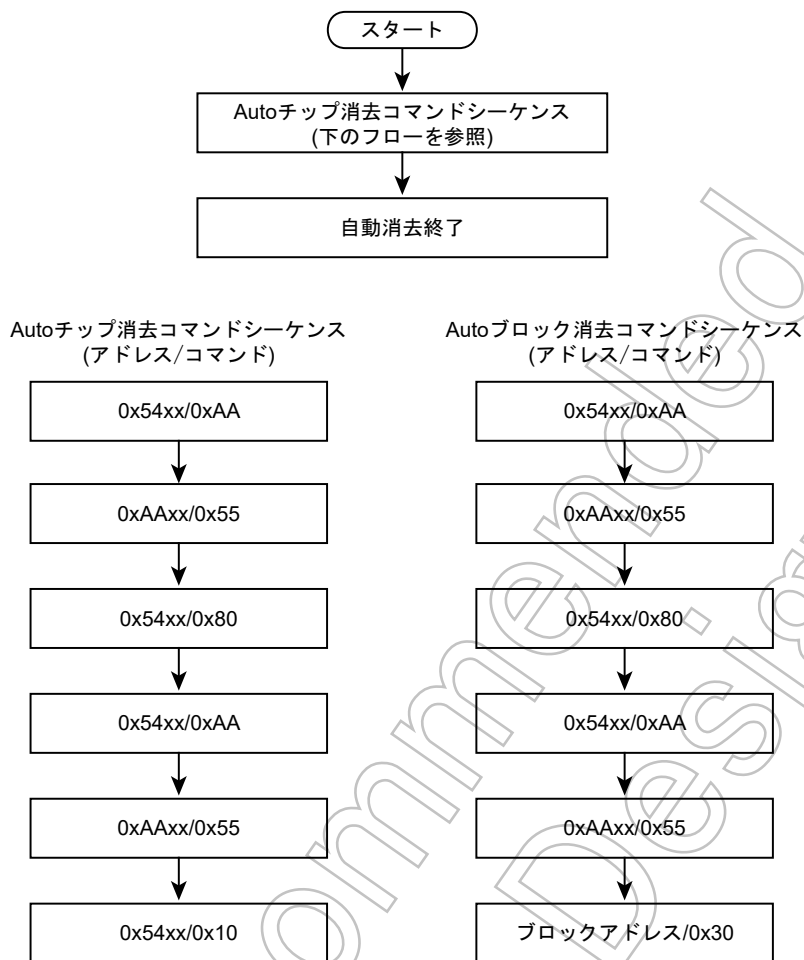 スタート
Autoチップ消去コマンドシーケンス
(下のフローを参照)
自動消去終了
Autoチップ消去コマンドシーケンス
(アドレス/コマンド)
0x54xx/0xAA
0xAAxx/0x55
0x54xx/0x80
0x54xx/0xAA
0xAAxx/0x55
0x54xx/0x10
Autoブロック消去コマンドシーケンス
(アドレス/コマンド)
0x54xx/0xAA
0xAAxx/0x55
0x54xx/0x80
0x54xx/0xAA
0xAAxx/0x55
ブロックアドレス/0x30
ommended
Desig